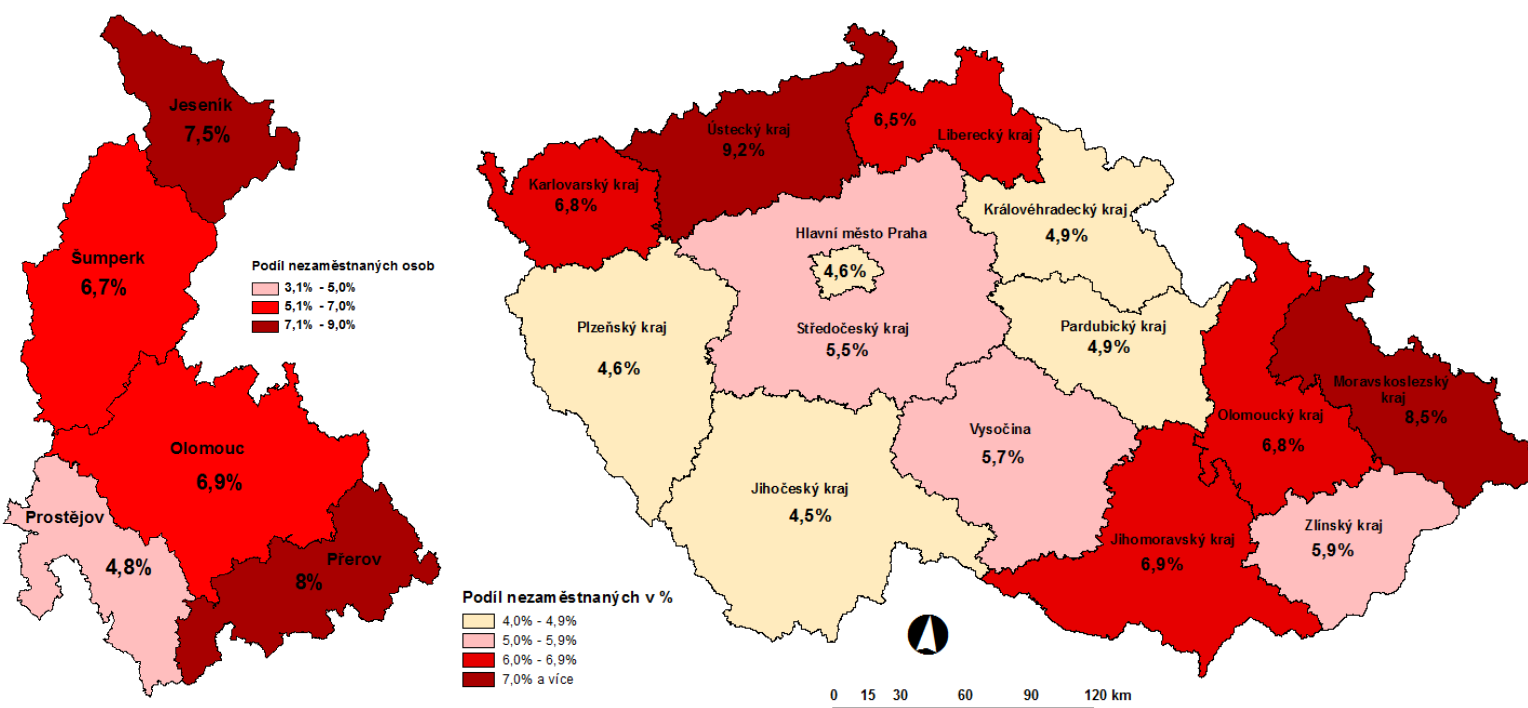 Jeseník
7,5%
Šumperk
6,7%
Podíl nezaměstnaných osob
3,1% - 5,0%
5,1% - 7,0%
7,1% - 9,0%
Olomouc
6,9%
Prostějov
4,8%
Přerov
8%
Ústecký kraj
9,2%
6,5%
Liberecký kraj
Karlovarský kraj
6,8%
Královéhradecký kraj
4,9%
Hlavní město Praha
4,6%
Plzeňský kraj
4,6%
Středočeský kraj
5,5%
Pardubický kraj
4,9%
Moravskoslezský
kraj
8,5%
Olomoucký kraj
6,8%
Vysočina
5,7%
Jihočeský kraj
4,5%
Jihomoravský kraj
6,9%
Zlínský kraj
5,9%
Podíl nezaměstnaných v %
4,0% - 4,9%
5,0% - 5,9%
6,0% - 6,9%
7,0% a více
0 15 30 60 90 120 km